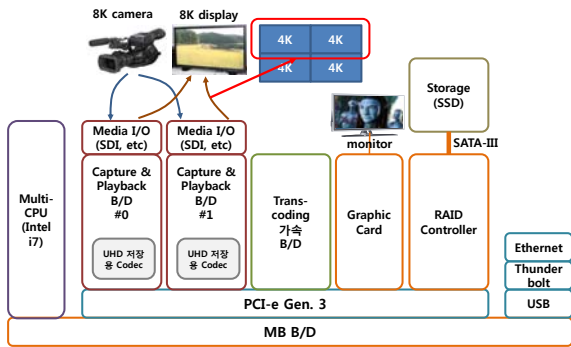 8K camera
8K display
4K
4K
4K
4K
Storage
(SSD)
Media I/O
(SDI, etc)
Media I/O
(SDI, etc)
monitor
SATA-III
Multi-
CPU
(Intel
i7)
Capture &
Playback
B/D
#0
UHD 저장
용 Codec
Capture &
Playback
B/D
#1
UHD 저장
용 Codec
Trans-
coding
가속
B/D
Graphic
Card
RAID
Controller
Ethernet
Thunder
bolt
USB
PCI-e Gen. 3
MB B/D